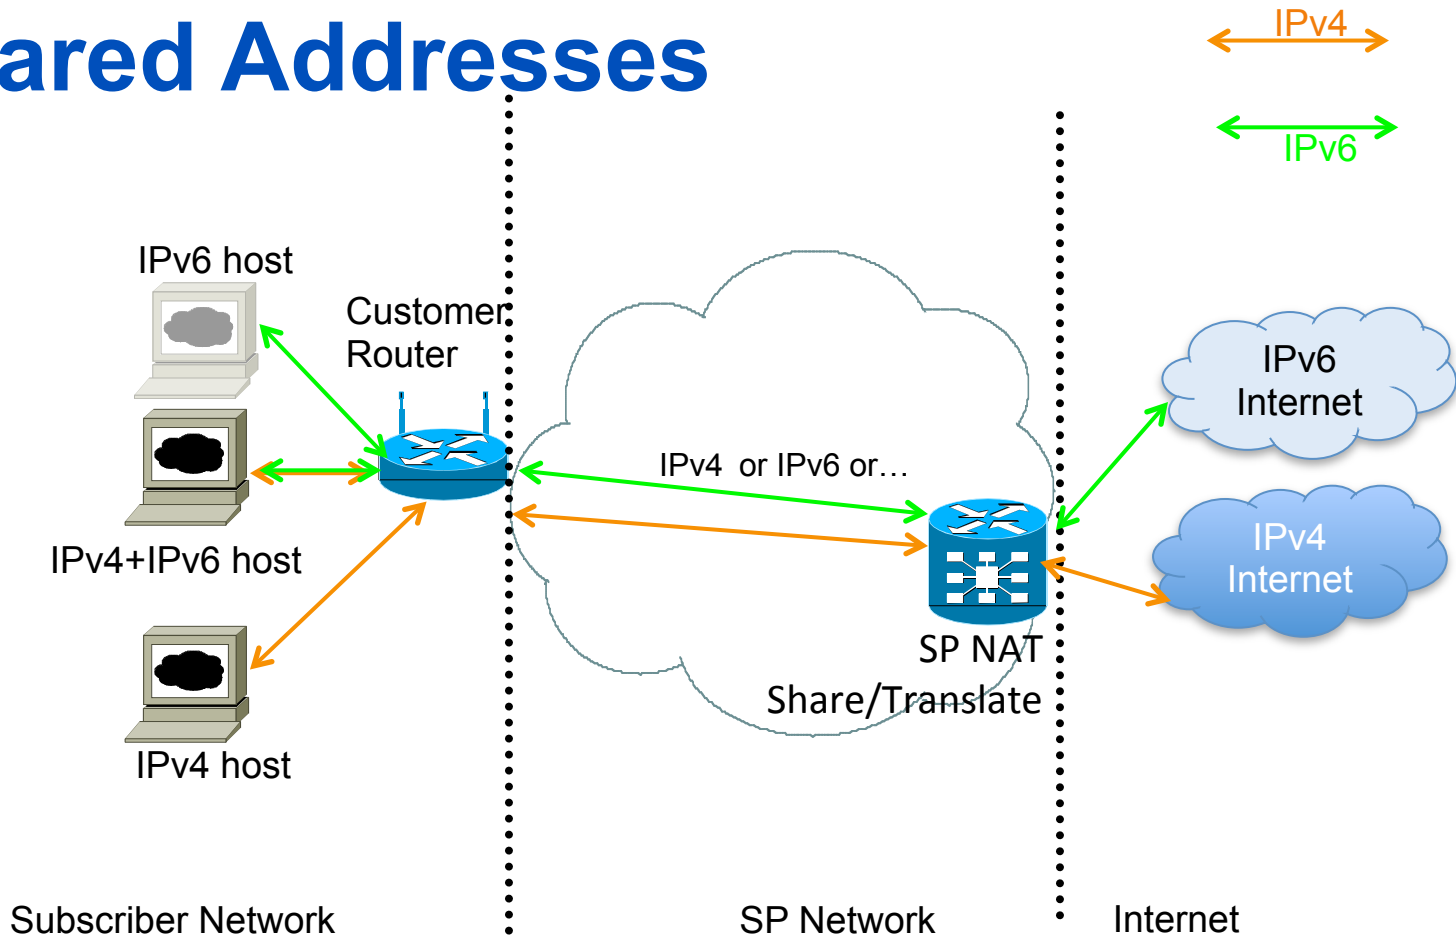 ared Addresses
IPv4
IPv6
IPv6 host
Customer
Router
IPv4+IPv6 host
IPv4 host
IPv4 or IPv6 or…
SP NAT
Share/Translate
IPv6
Internet
IPv4
Internet
Subscriber Network
SP Network
Internet